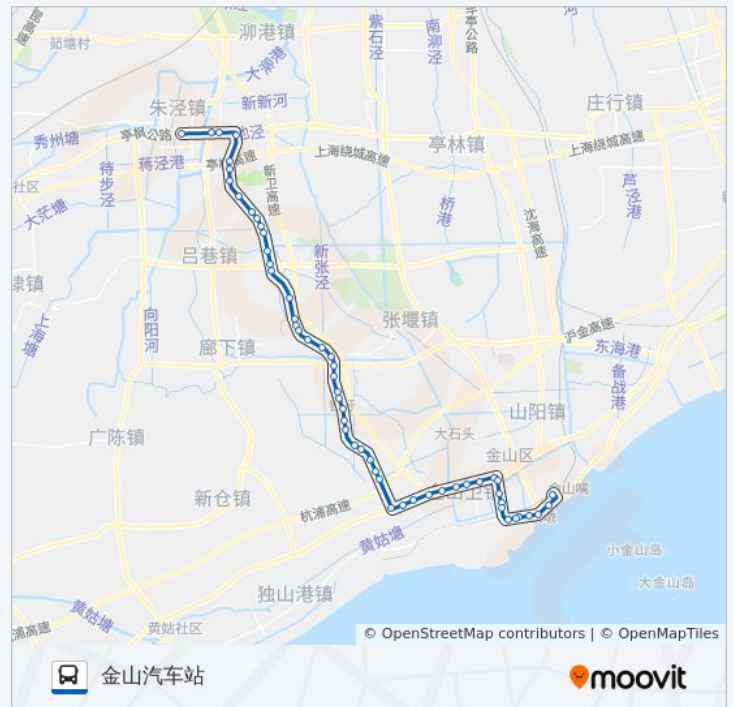 泖港镇
茹塘村
大泖港
紫石泾
南泖泾
亭公路
新新河
朱泾镇
庄行镇
秀州塘
亭枫公路
亭林镇
蒋泾港
上海绕城高速
上海绕城高速
社区
待步泾
新卫高速
芦泾港
大茫塘
桥港
沈海高速
吕巷镇
新张泾
隶镇
上海塘
向阳河
张堰镇
沪金高速
廊下镇
东海港
备战港
山阳镇
广陈镇
大石头
金山区
新仓镇
杭浦高速
黄姑塘
小金山岛
大金山岛
独山港镇
黄姑塘
黄姑社区
浦高速
© OpenStreetMap contributors | © OpenMapTiles
金山汽车站
moovit